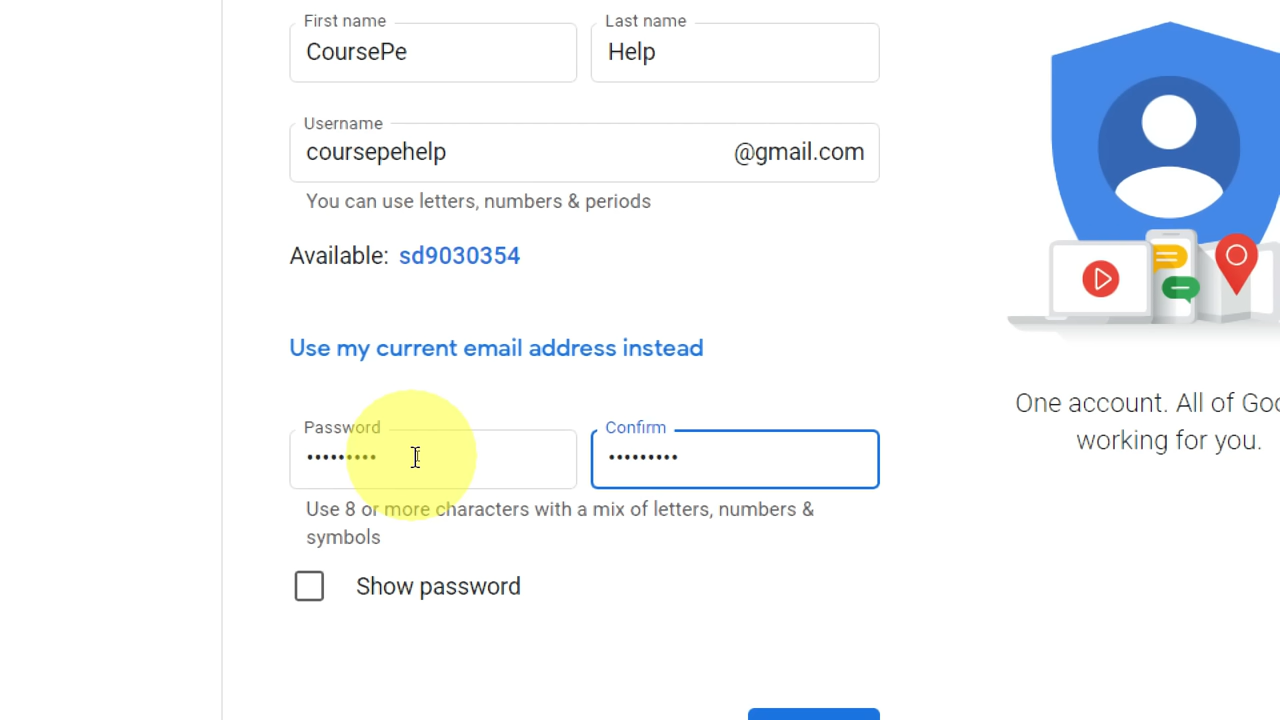 First name
Last name
CoursePe
Help
Username
coursepehelp
@gmail.com
You can use letters, numbers & periods
Available: sd9030354
Use my current email address instead
Password
Confirm
•••••••••
•••••••••
Use 8 or more characters with a mix of letters, numbers &
symbols
Show password
One account. All of Goo
working for you.